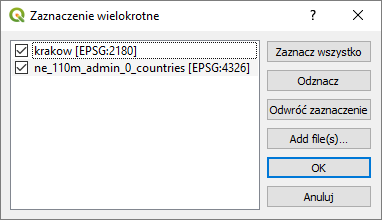 Zaznaczenie wielokrotne
?
krakow [EPSG:2180]
ne_110m_admin_0_countries [EPSG:4326]
Zaznacz wszystko
Odznacz
Odwróć zaznaczenie
Add file(s)...
OK
Anuluj